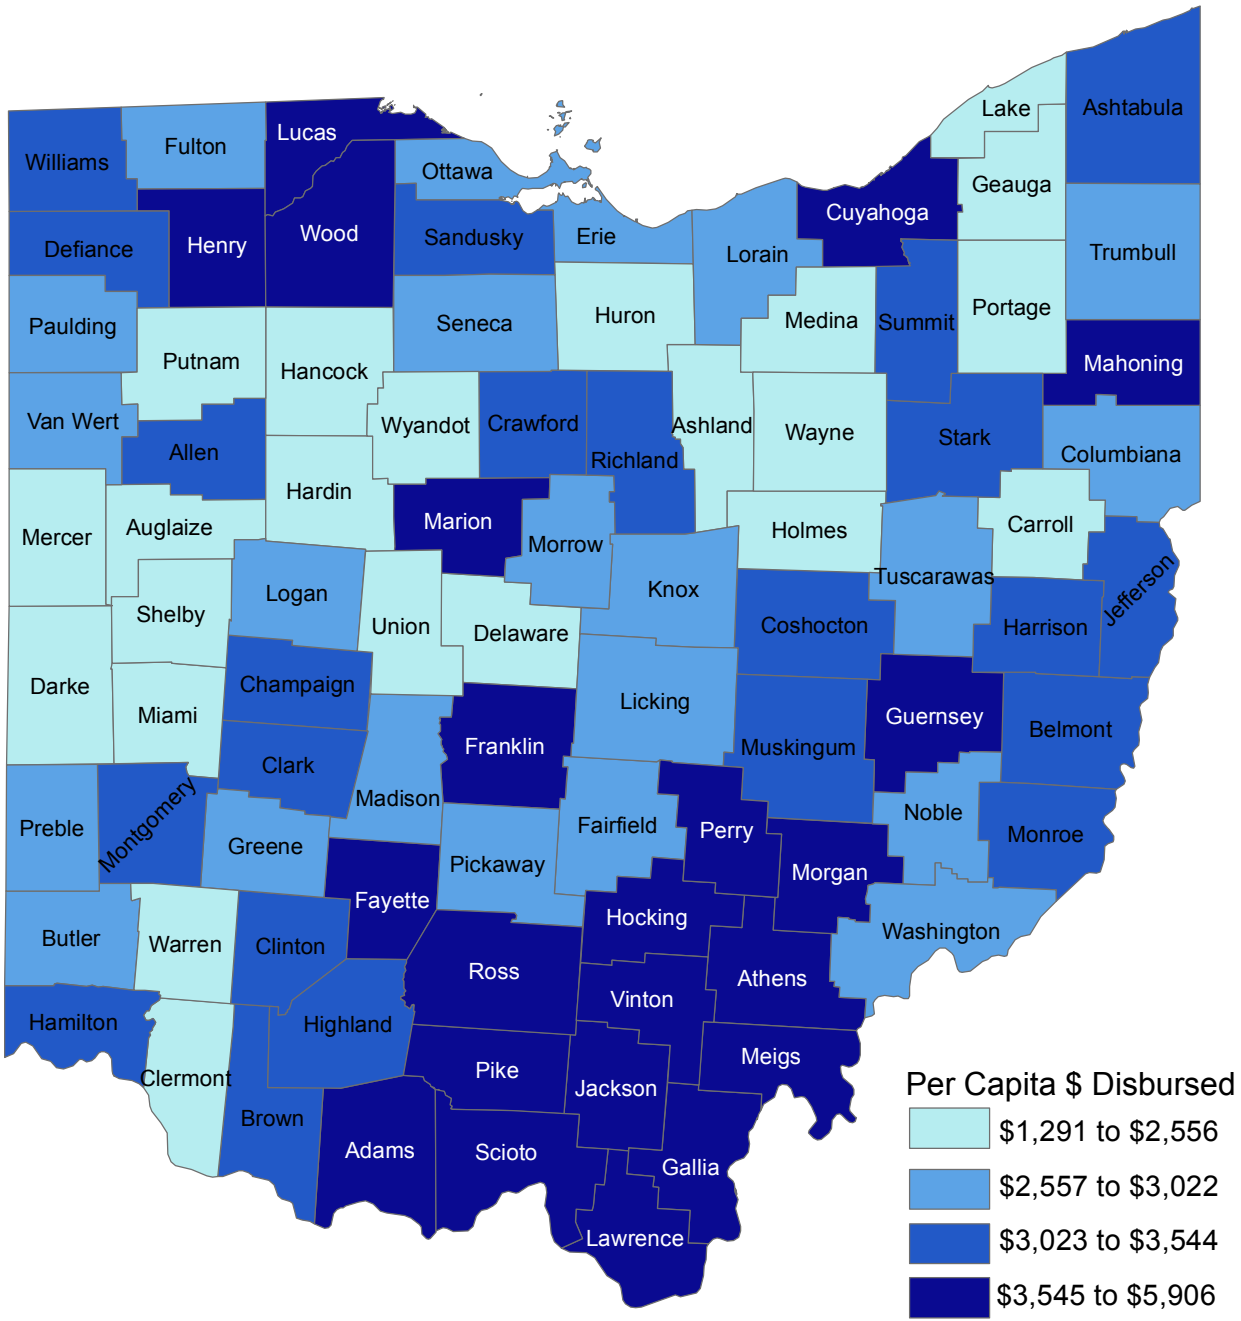 Lake
Ashtabula
Lucas
Fulton
Williams
Ottawa
Geauga
Cuyahoga
Wood
Henry
Sandusky
Erie
Defiance
Lorain
Trumbull
Portage
Huron
Medina
Summit
Seneca
Paulding
Putnam
Mahoning
Hancock
Van Wert
Wyandot
Crawford
Ashland
Wayne
Stark
Allen
Richland
Columbiana
Hardin
Marion
Auglaize
Holmes
Carroll
Mercer
Morrow
Tuscarawas
Jefferson
Logan
Knox
Shelby
Union
Delaware
Coshocton
Harrison
Darke
Champaign
Licking
Miami
Guernsey
Belmont
Franklin
Muskingum
Clark
Madison
Noble
Montgomery
Preble
Fairfield
Perry
Monroe
Greene
Pickaway
Morgan
Fayette
Hocking
Washington
Butler
Warren
Clinton
Ross
Athens
Vinton
Hamilton
Highland
Meigs
Pike
Clermont
Jackson
Brown
Adams
Scioto
Gallia
Lawrence
Per Capita $ Disbursed
$1,291 to $2,556
$2,557 to $3,022
$3,023 to $3,544
$3,545 to $5,906